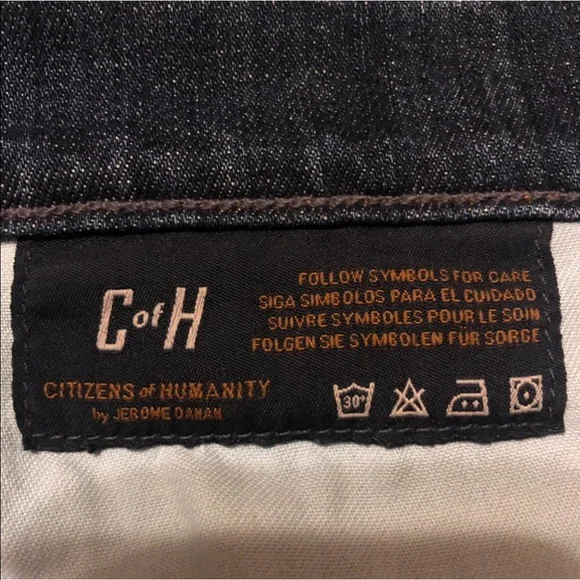 C of H
CITIZENS of HUMANITY
by JEROME DAHAN
FOLLOW SYMBOLS FOR CARE
SIGA SIMBOLOS PARA EL CUIDADO
SUIVRE SYMBOLES POUR LE SOIN
FOLGEN SIE SYMBOLEN FÜR SORGE
30°